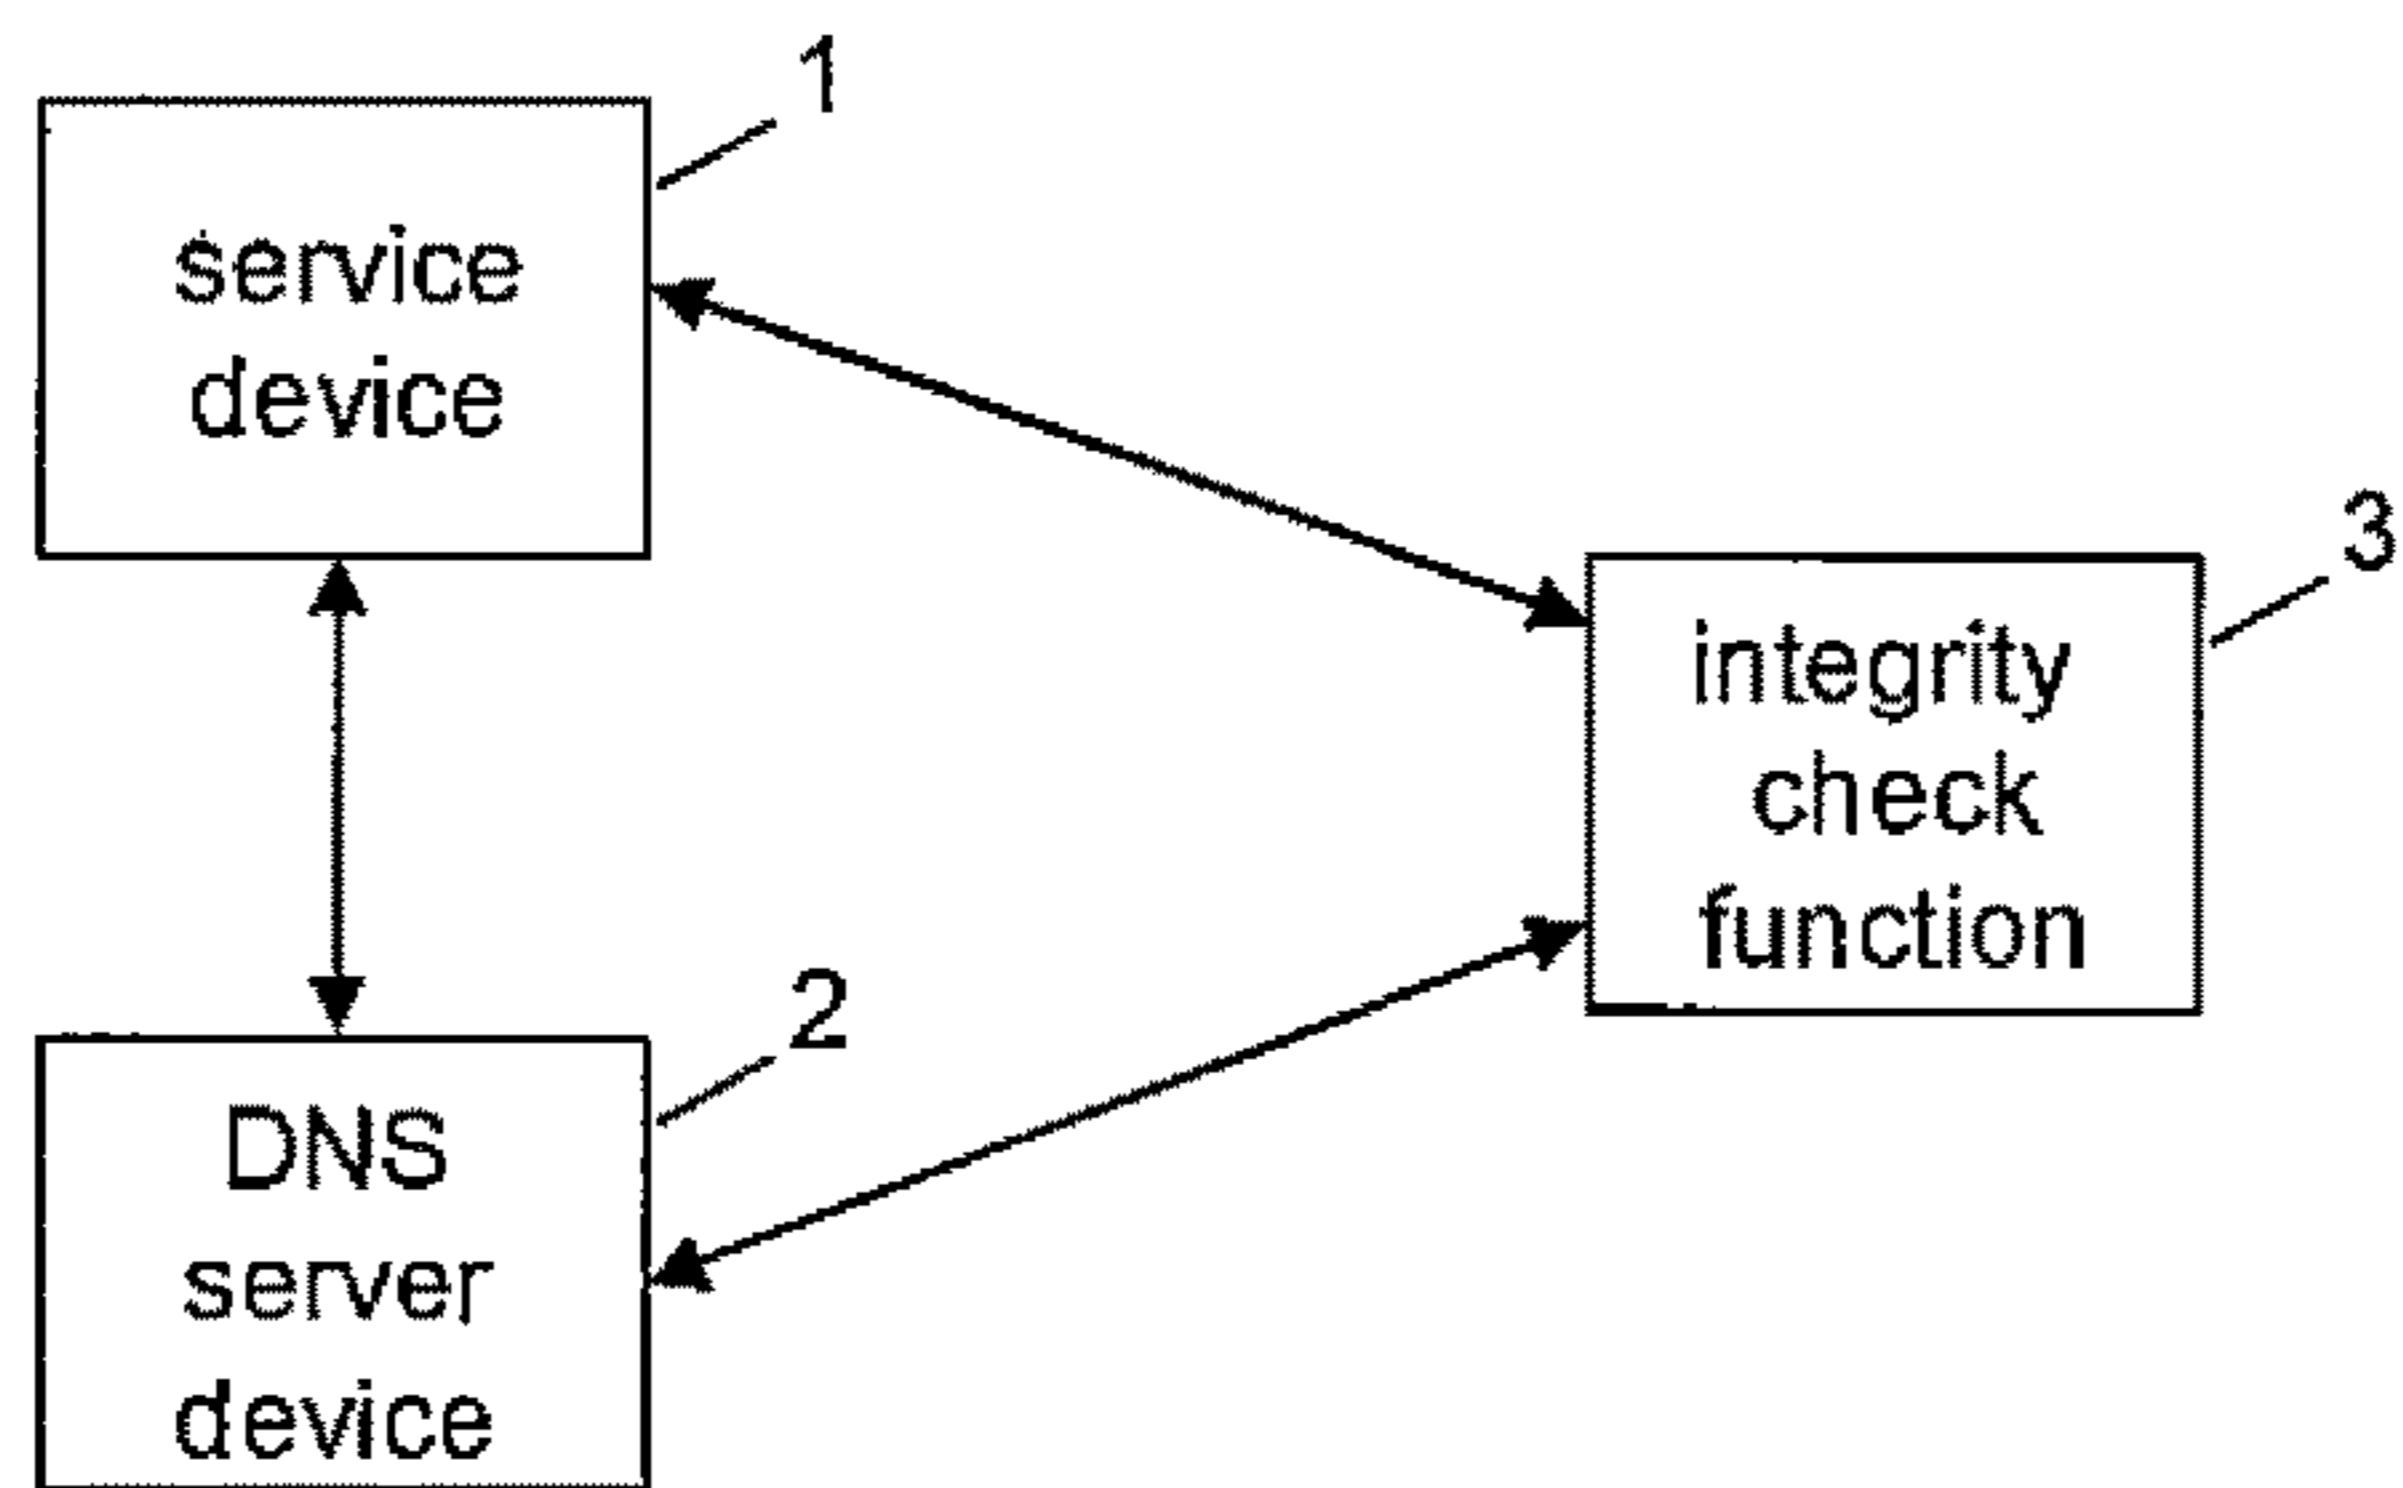 1
service
device
3
integrity
check
function
2
DNS
server
device